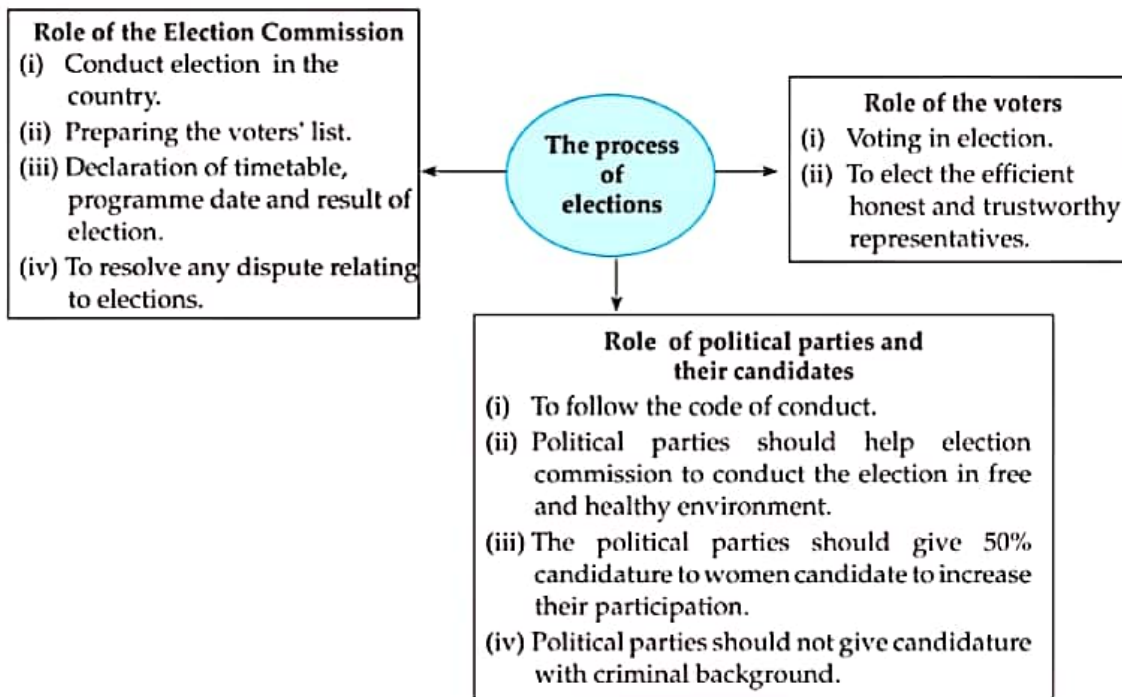 Role of the Election Commission
(i) Conduct election in the
country.
(ii) Preparing the voters' list.
(iii) Declaration of timetable,
programme date and result of
election.
(iv) To resolve any dispute relating
to elections.
The process
of
elections
Role of the voters
(i) Voting in election.
(ii) To elect the efficient
honest and trustworthy
representatives.
Role of political parties and
their candidates
(i) To follow the code of conduct.
(ii) Political parties should help election
commission to conduct the election in free
and healthy environment.
(iii) The political parties should give 50%
candidature to women candidate to increase
their participation.
(iv) Political parties should not give candidature
with criminal background.